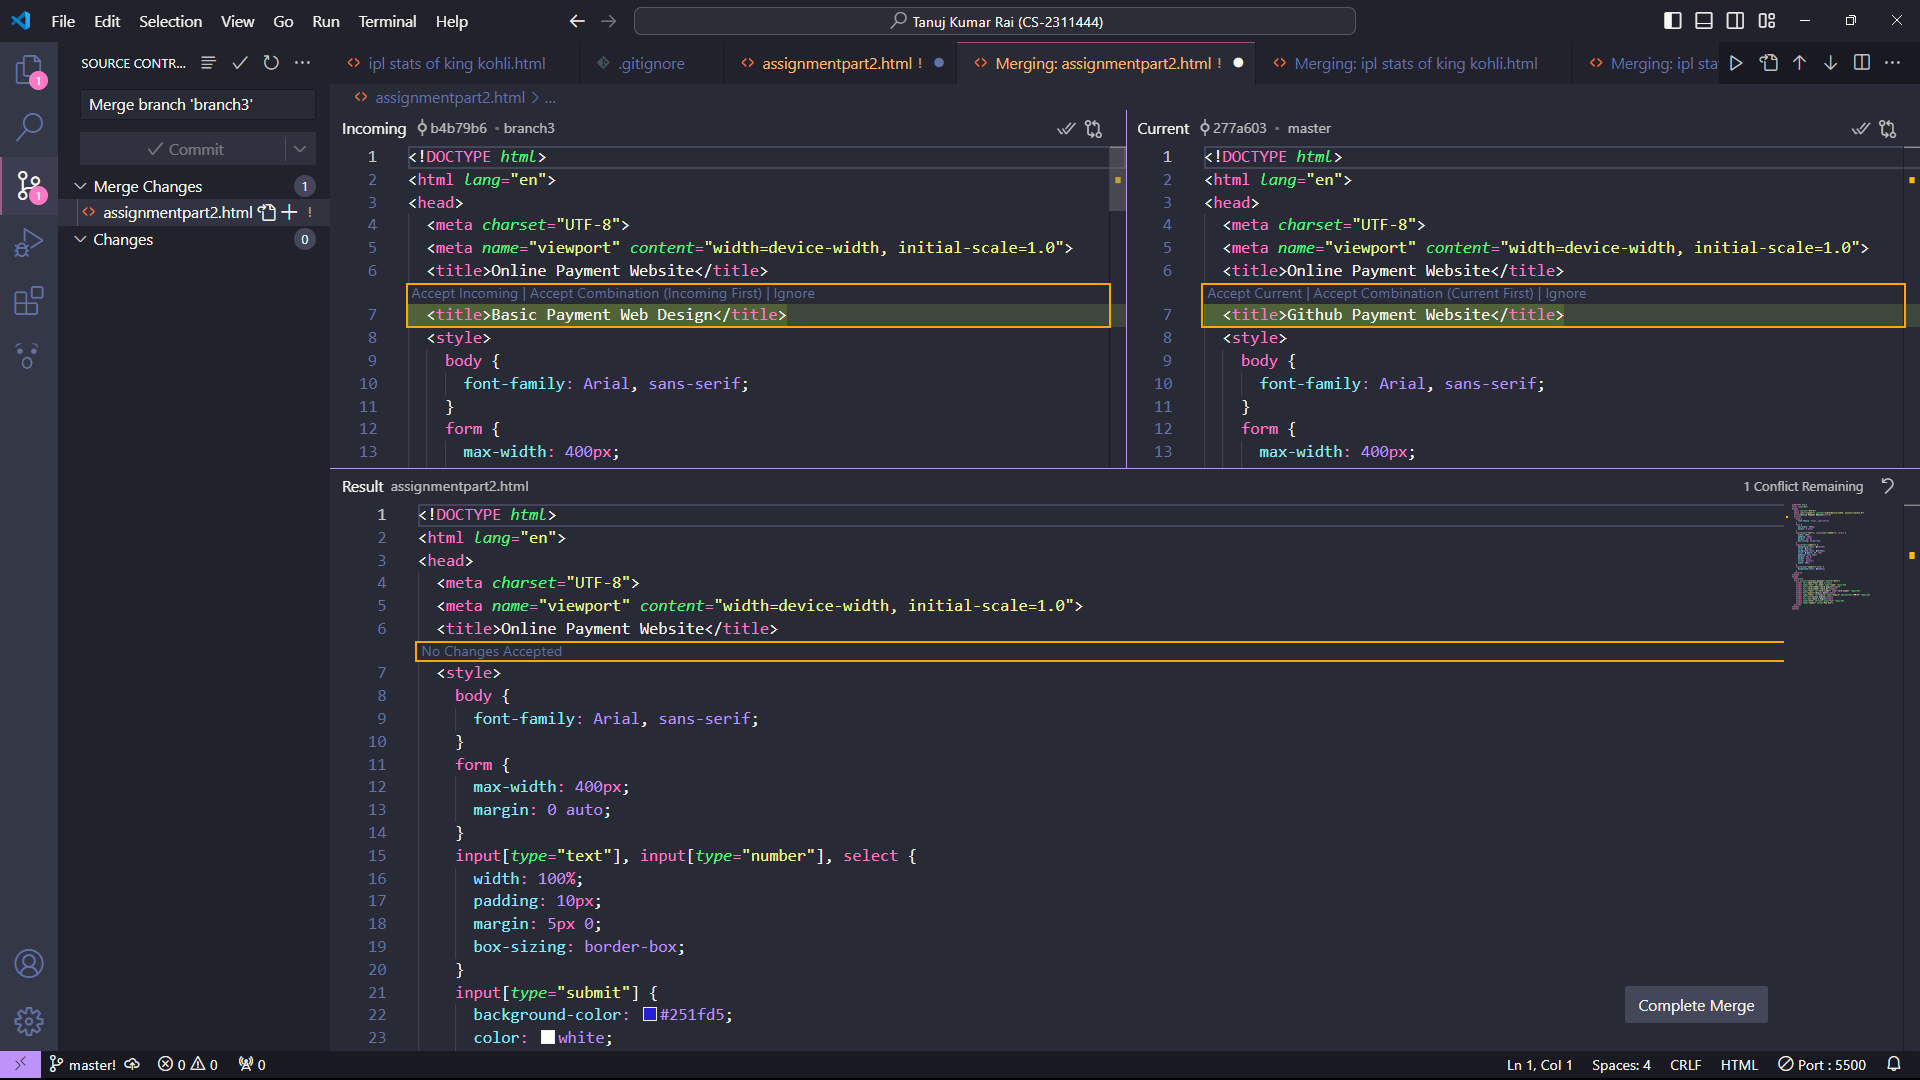 File Edit Selection View Go Run Terminal Help
Tanuj Kumar Rai (CS-2311444)
SOURCE CONTR...
ipl stats of king kohli.html
.gitignore
assignmentpart2.html !
Merging: assignmentpart2.html !
Merging: ipl stats of king kohli.html
Merging: ipl sta
1
Merge branch 'branch3'
Commit
Merge Changes 1
assignmentpart2.html !
Changes 0
1
assignmentpart2.html > ...
Incoming b4b79b6 • branch3
1 <!DOCTYPE html>
2 <html lang="en">
3 <head>
4 <meta charset="UTF-8">
5 <meta name="viewport" content="width=device-width, initial-scale=1.0">
6 <title>Online Payment Website</title>
Accept Incoming | Accept Combination (Incoming First) | Ignore
7 <title>Basic Payment Web Design</title>
8 <style>
9 body {
10 font-family: Arial, sans-serif;
11 }
12 form {
13 max-width: 400px;
Current 277a603 • master
1 <!DOCTYPE html>
2 <html lang="en">
3 <head>
4 <meta charset="UTF-8">
5 <meta name="viewport" content="width=device-width, initial-scale=1.0">
6 <title>Online Payment Website</title>
Accept Current | Accept Combination (Current First) | Ignore
7 <title>Github Payment Website</title>
8 <style>
9 body {
10 font-family: Arial, sans-serif;
11 }
12 form {
13 max-width: 400px;
Result assignmentpart2.html
1 Conflict Remaining
1 <!DOCTYPE html>
2 <html lang="en">
3 <head>
4 <meta charset="UTF-8">
5 <meta name="viewport" content="width=device-width, initial-scale=1.0">
6 <title>Online Payment Website</title>
No Changes Accepted
7 <style>
8 body {
9 font-family: Arial, sans-serif;
10 }
11 form {
12 max-width: 400px;
13 margin: 0 auto;
14 }
15 input[type="text"], input[type="number"], select {
16 width: 100%;
17 padding: 10px;
18 margin: 5px 0;
19 box-sizing: border-box;
20 }
21 input[type="submit"] {
22 background-color: #251fd5;
23 color: white;
Complete Merge
master! 0 0 0
Ln 1, Col 1 Spaces: 4 CRLF HTML Port : 5500